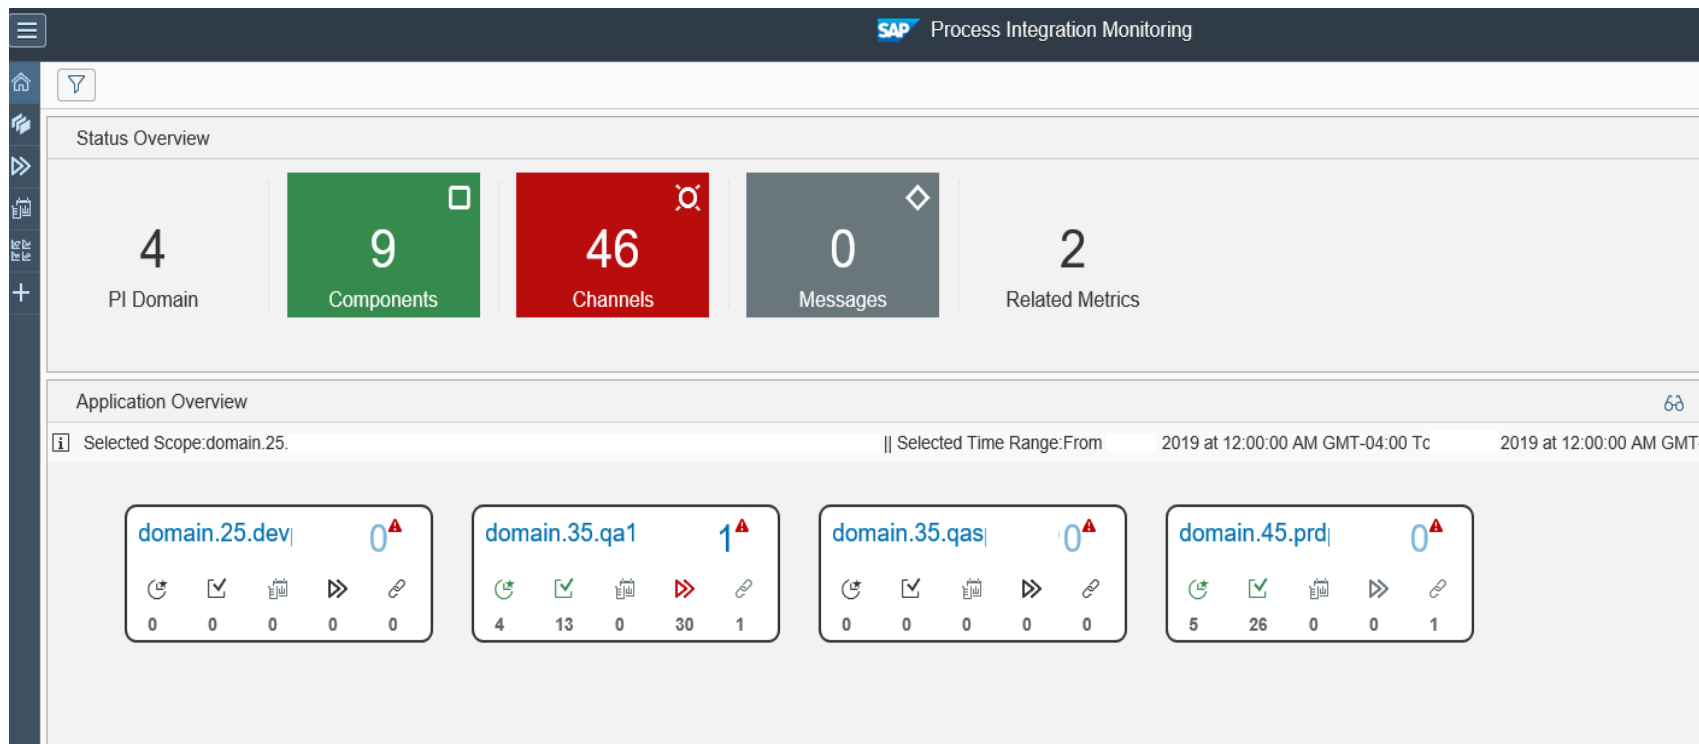 SAP Process Integration Monitoring
Status Overview
4
PI Domain
9
Components
46
Channels
0
Messages
2
Related Metrics
Application Overview
Selected Scope:domain.25. || Selected Time Range:From 2019 at 12:00:00 AM GMT-04:00 To 2019 at 12:00:00 AM GMT-
domain.25.dev 0
0 0 0 0 0
domain.35.qa1 1
4 13 0 30 1
domain.35.qas 0
0 0 0 0 0
domain.45.prd 0
5 26 0 0 1